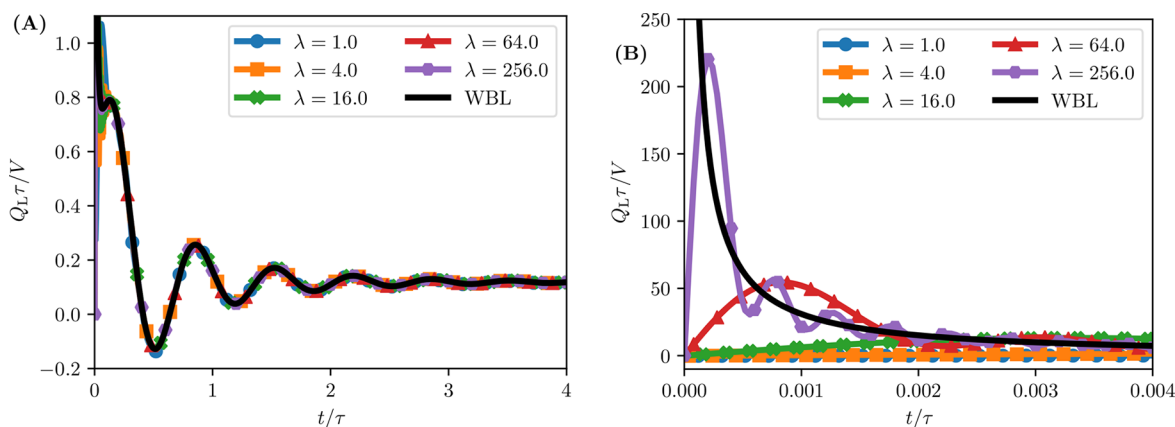 (A)
λ = 1.0
λ = 4.0
λ = 16.0
λ = 64.0
λ = 256.0
WBL
1.0
0.8
0.6
0.4
0.2
0.0
−0.2
Q_L τ/V
0
1
2
3
4
t/τ
(B)
λ = 1.0
λ = 4.0
λ = 16.0
λ = 64.0
λ = 256.0
WBL
250
200
150
100
50
0
Q_L τ/V
0.000
0.001
0.002
0.003
0.004
t/τ